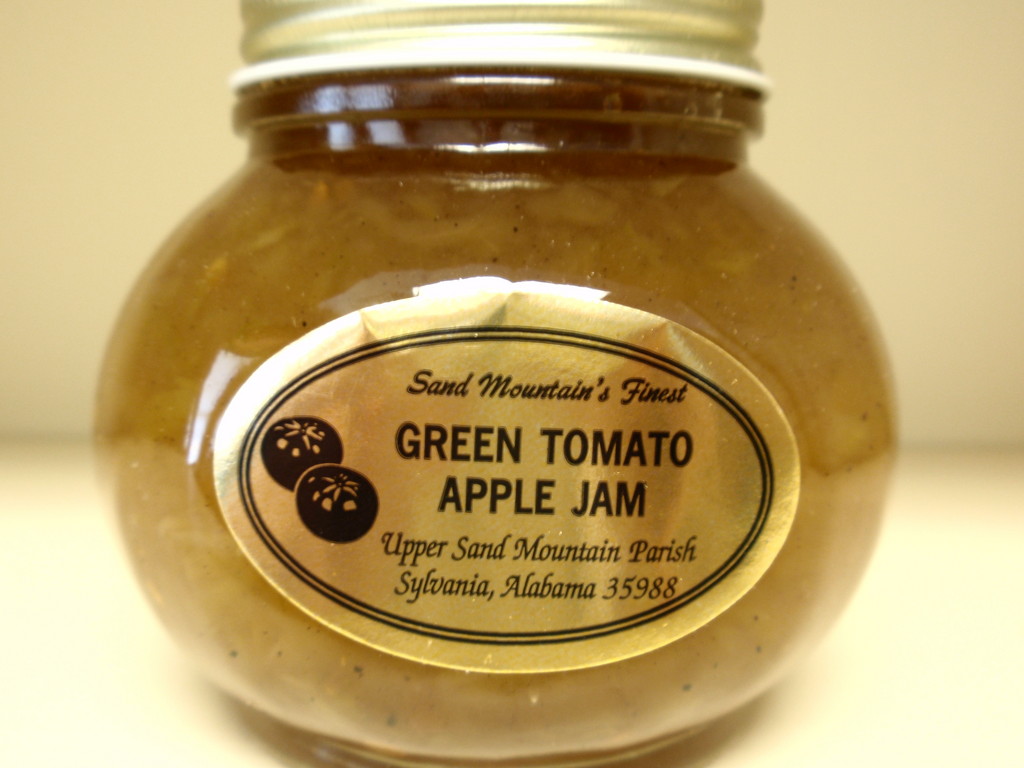 Sand Mountain's Finest
GREEN TOMATO
APPLE JAM
Upper Sand Mountain Parish
Sylvania, Alabama 35988